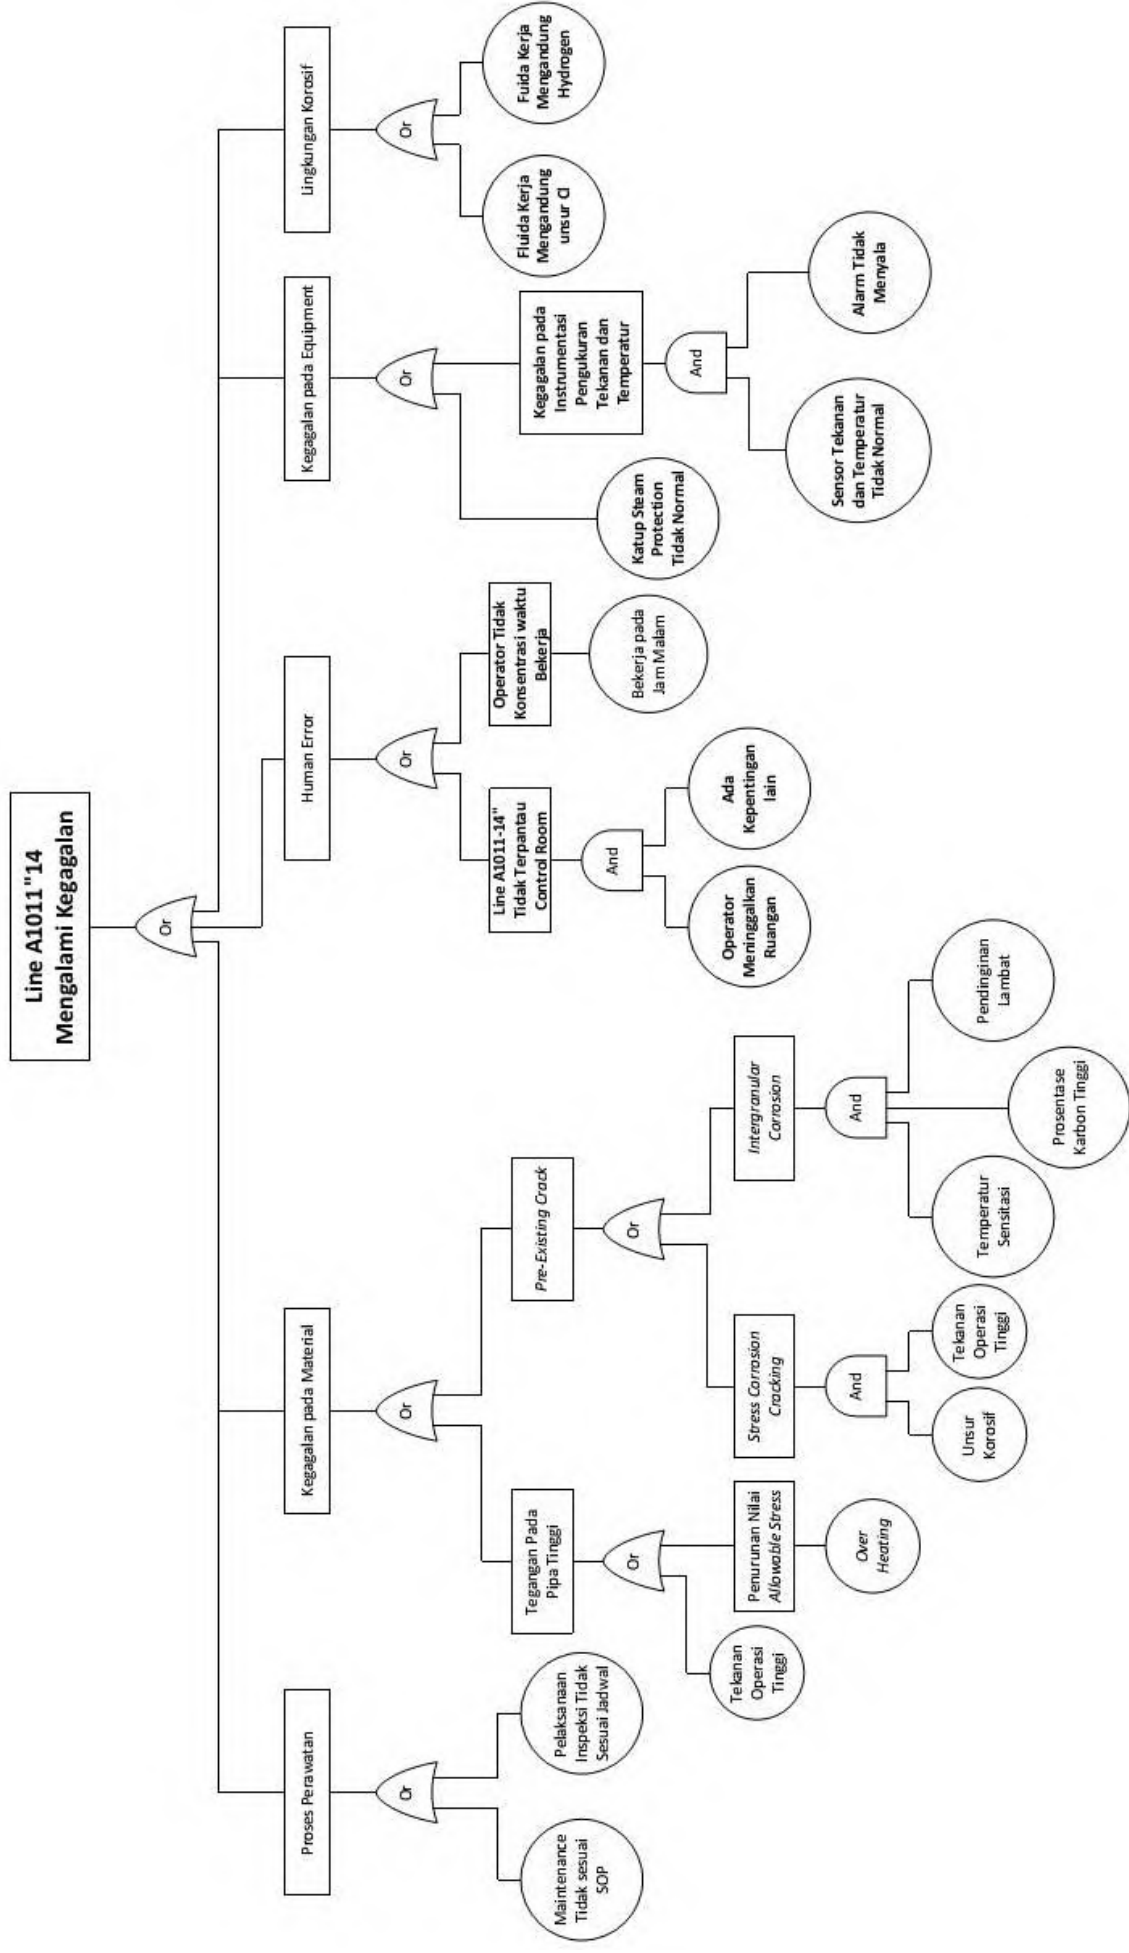 Line A1011"14
Mengalami Kegagalan
Or
Proses Perawatan
Or
Maintenance
Tidak sesuai
SOP
Pelaksanaan
Inspeksi Tidak
Sesuai Jadwal
Kegagalan pada Material
Or
Tegangan Pada
Pipa Tinggi
Or
Tekanan
Operasi
Tinggi
Penurunan Nilai
Allowable Stress
Over
Heating
Pre-Existing Crack
Or
Stress Corrosion
Cracking
And
Unsur
Korosif
Tekanan
Operasi
Tinggi
Intergranular
Corrosion
And
Temperatur
Sensitasi
Prosentase
Karbon Tinggi
Pendinginan
Lambat
Human Error
Or
Line A1011-14"
Tidak Terpantau
Control Room
And
Operator
Meninggalkan
Ruangan
Ada
Kepentingan
lain
Operator Tidak
Konsentrasi waktu
Bekerja
Bekerja pada
Jam Malam
Kegagalan pada Equipment
Or
Katup Steam
Protection
Tidak Normal
Kegagalan pada
Instrumentasi
Pengukuran
Tekanan dan
Temperatur
And
Sensor Tekanan
dan Temperatur
Tidak Normal
Alarm Tidak
Menyala
Lingkungan Korosif
Or
Fluida Kerja
Mengandung
unsur Cl
Fuida Kerja
Mengandung
Hydrogen